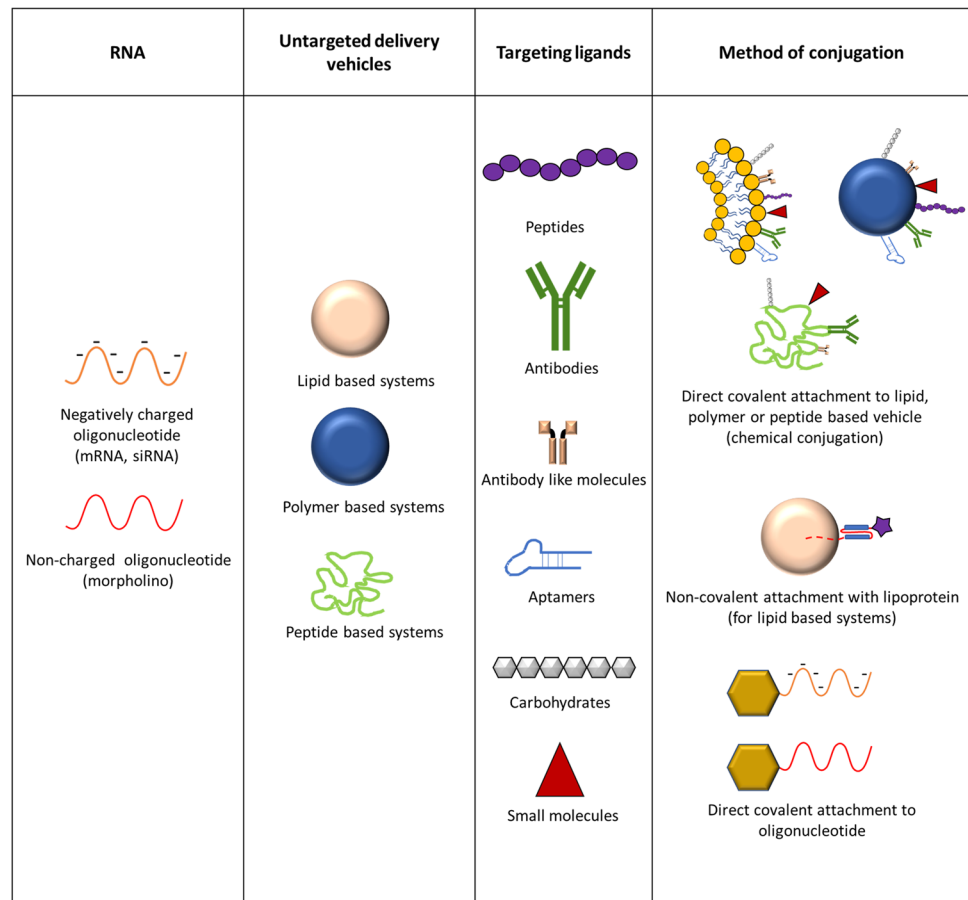 RNA
Untargeted delivery
vehicles
Targeting ligands
Method of conjugation
Negatively charged
oligonucleotide
(mRNA, siRNA)
Non-charged oligonucleotide
(morpholino)
Lipid based systems
Polymer based systems
Peptide based systems
Peptides
Antibodies
Antibody like molecules
Aptamers
Carbohydrates
Small molecules
Direct covalent attachment to lipid,
polymer or peptide based vehicle
(chemical conjugation)
Non-covalent attachment with lipoprotein
(for lipid based systems)
Direct covalent attachment to
oligonucleotide